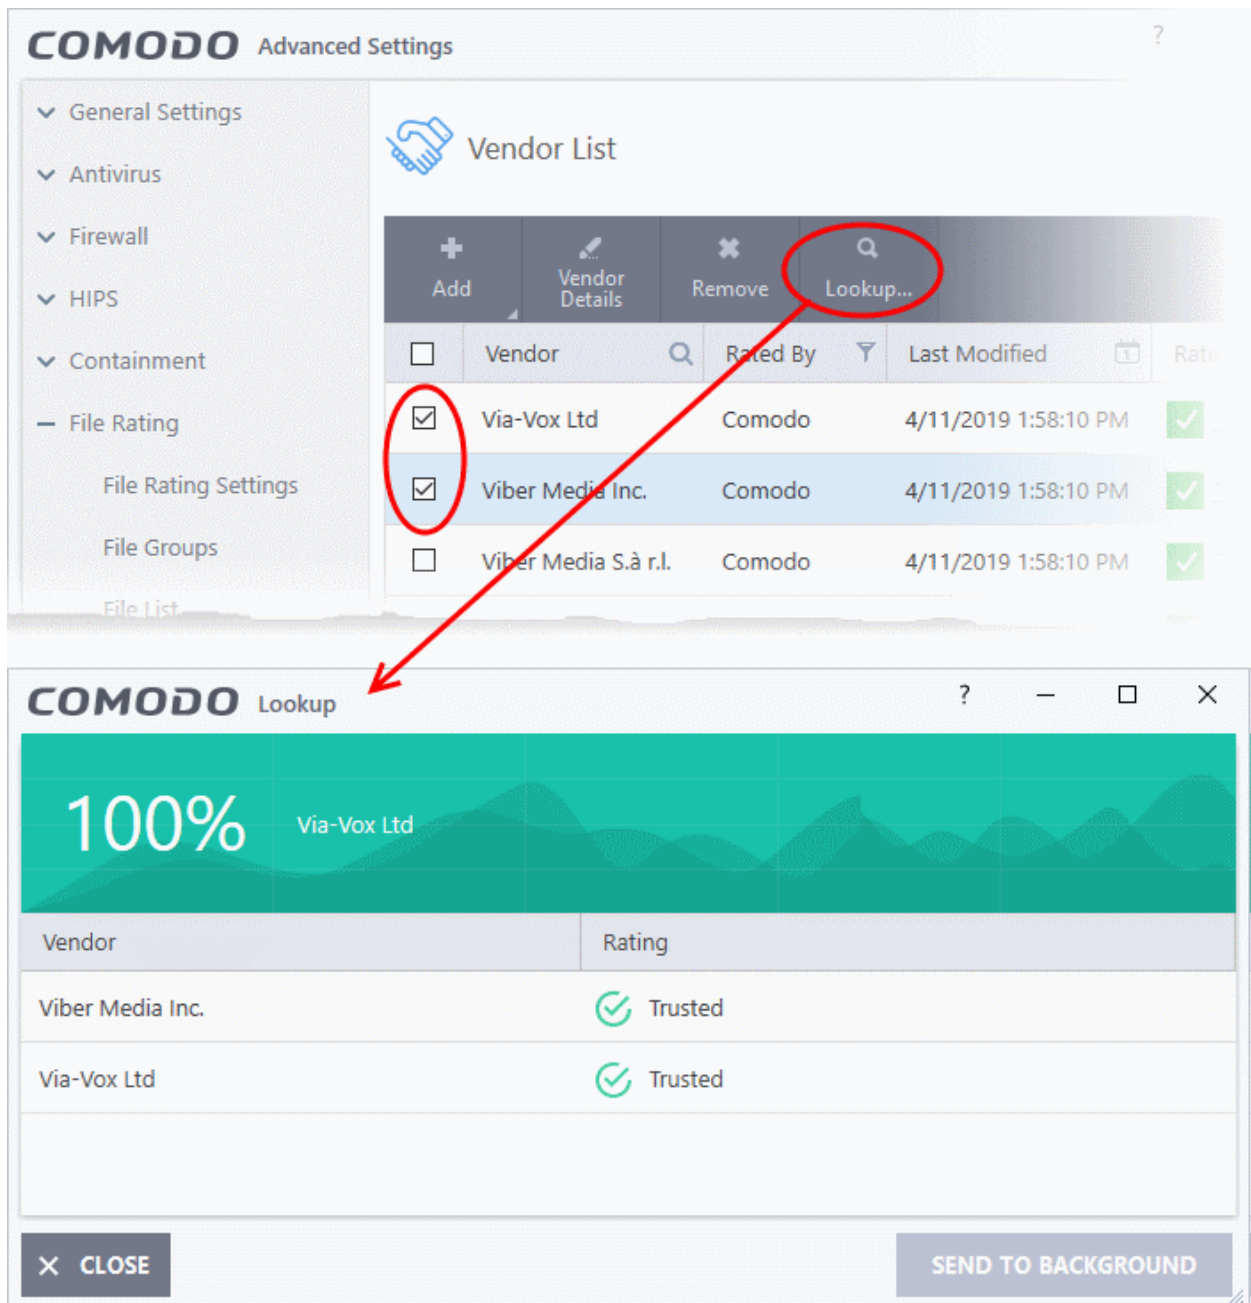 COMODO Advanced Settings ?
General Settings
Antivirus
Firewall
HIPS
Containment
File Rating
File Rating Settings
File Groups
File List
Vendor List
Add
Vendor
Details
Remove
Lookup...
Vendor Rated By Last Modified
Via-Vox Ltd Comodo 4/11/2019 1:58:10 PM
Viber Media Inc. Comodo 4/11/2019 1:58:10 PM
Viber Media S.à r.l. Comodo 4/11/2019 1:58:10 PM
COMODO Lookup ?
100% Via-Vox Ltd
Vendor Rating
Viber Media Inc. Trusted
Via-Vox Ltd Trusted
CLOSE
SEND TO BACKGROUND